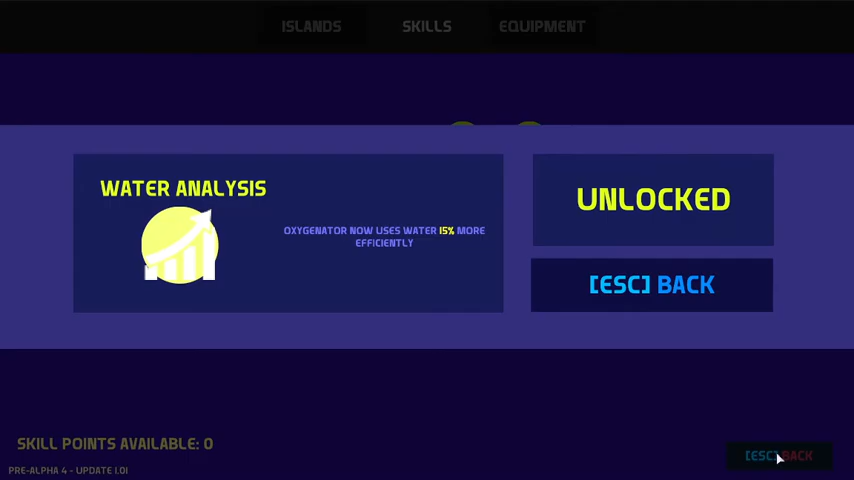 ISLANDS SKILLS EQUIPMENT
WATER ANALYSIS
OXYGENATOR NOW USES WATER 15% MORE
EFFICIENTLY
UNLOCKED
[ESC] BACK
SKILL POINTS AVAILABLE: 0
[ESC] BACK
PRE-ALPHA 4 - UPDATE 1.01